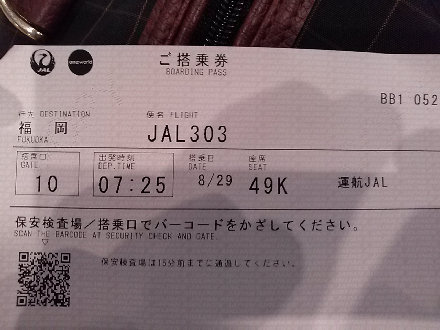 JAL
oneworld
ご搭乗券
BOARDING PASS
BB1 052
行先 DESTINATION
便名 FLIGHT
福岡
FUKUOKA
JAL303
搭乗口 GATE
出発時刻 DEP.TIME
搭乗日 DATE
座席 SEAT
10 07:25 8/29 49K 運航JAL
保安検査場/搭乗口でバーコードをかざしてください。
SCAN THE BARCODE AT SECURITY CHECK AND GATE.
保安検査場は15分前までに通過してください。